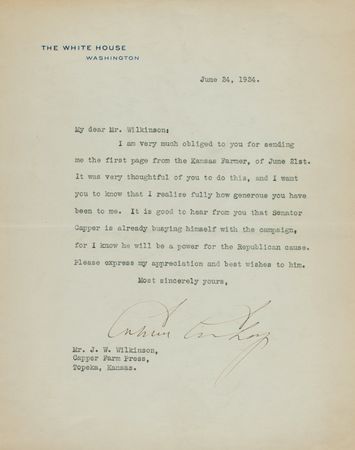 THE WHITE HOUSE
WASHINGTON
June 24, 1924.
My dear Mr. Wilkinson:
I am very much obliged to you for sending
me the first page from the Kansas Farmer, of June 21st.
It was very thoughtful of you to do this, and I want
you to know that I realize fully how generous you have
been to me. It is good to hear from you that Senator
Capper is already busying himself with the campaign,
for I know he will be a power for the Republican cause.
Please express my appreciation and best wishes to him.
Most sincerely yours,
Calvin Coolidge
Mr. J. W. Wilkinson,
Capper Farm Press,
Topeka, Kansas.